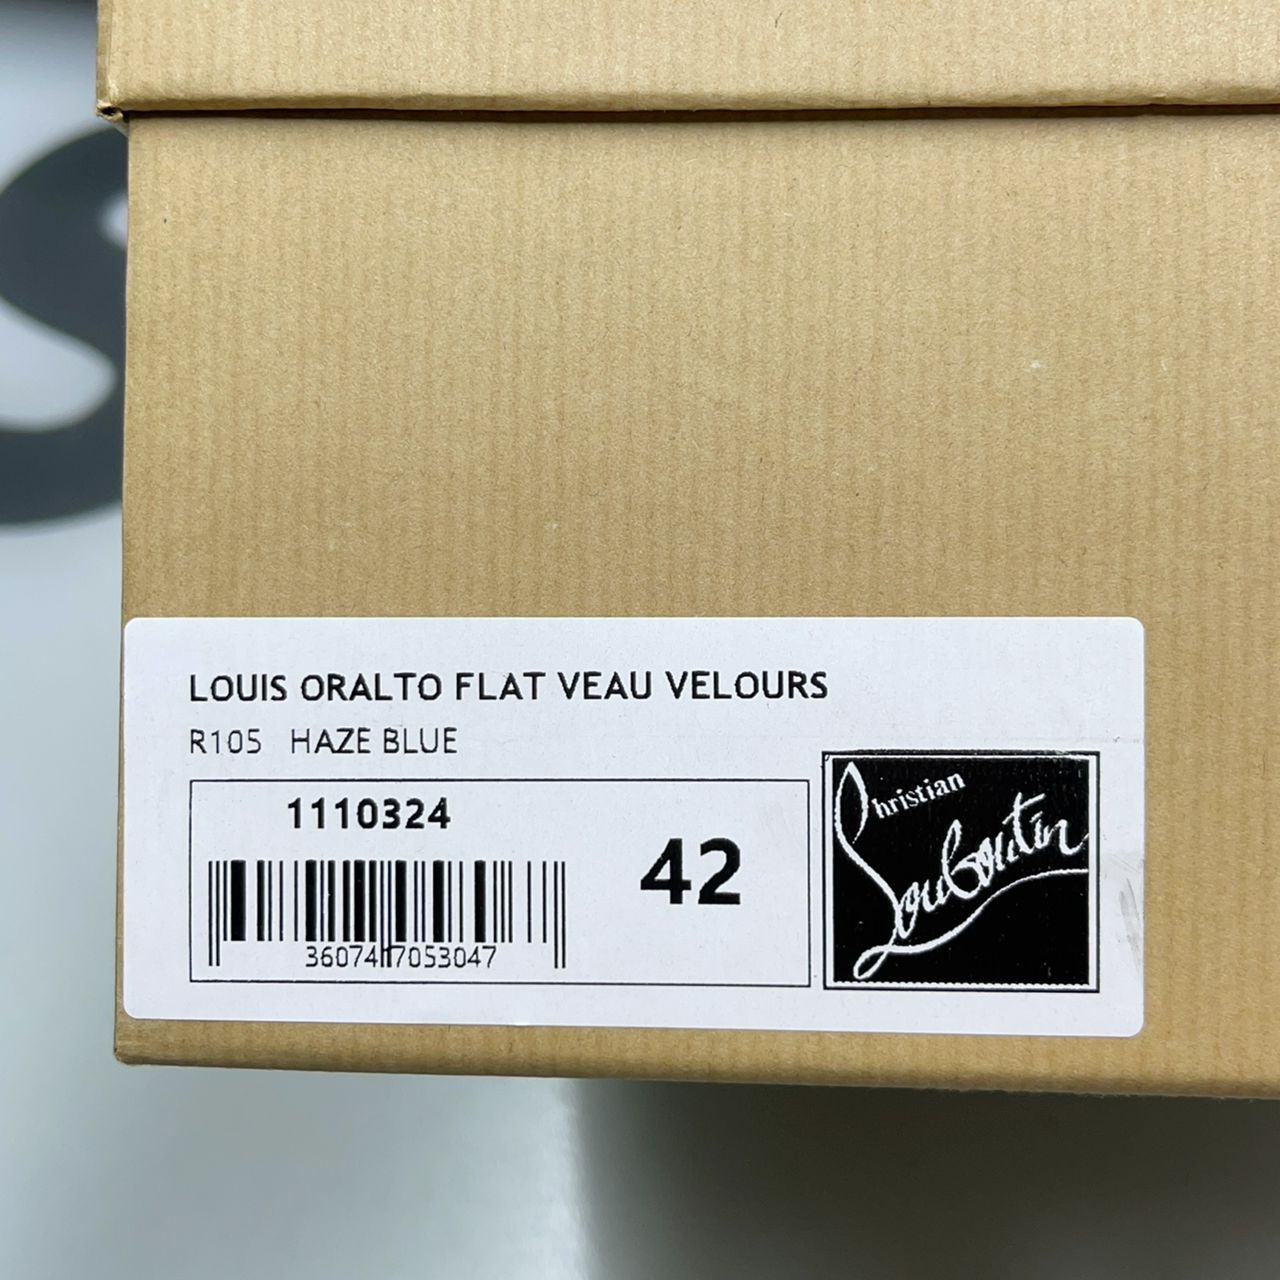 LOUIS ORALTO FLAT VEAU VELOURS
R105 HAZE BLUE
1110324
42
3607417053047
Christian
Louboutin